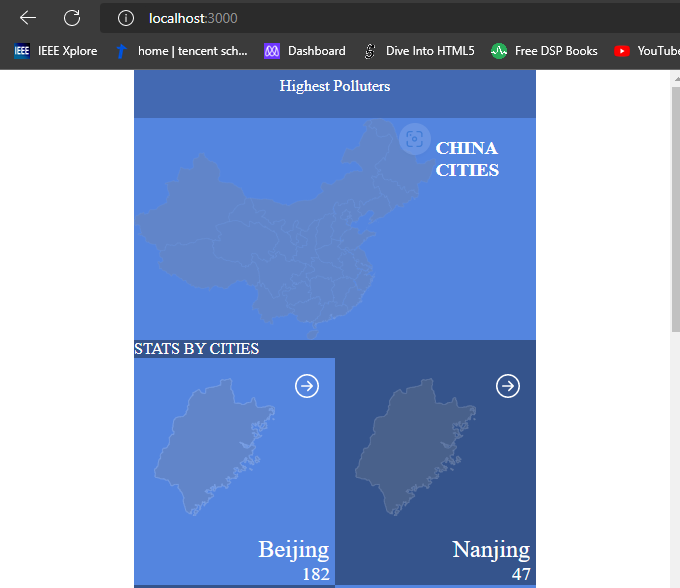 localhost:3000
IEEE Xplore
home | tencent sch...
Dashboard
Dive Into HTML5
Free DSP Books
YouTube
Highest Polluters
CHINA
CITIES
STATS BY CITIES
Beijing
182
Nanjing
47